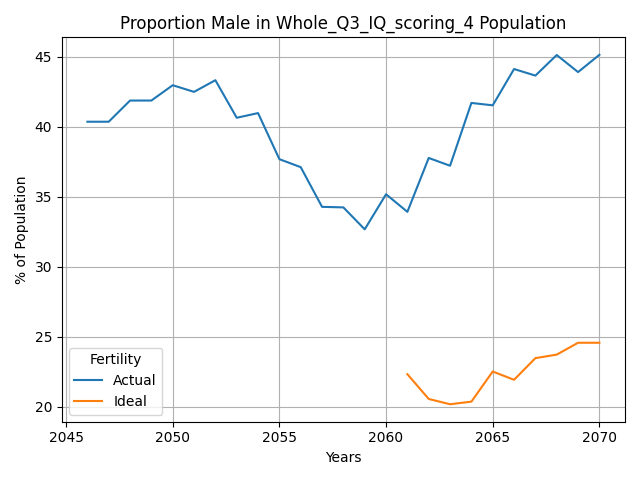 Proportion Male in Whole_Q3_IQ_scoring_4 Population
% of Population
45
40
35
30
25
20
Fertility
Actual
Ideal
2045 2050 2055 2060 2065 2070
Years